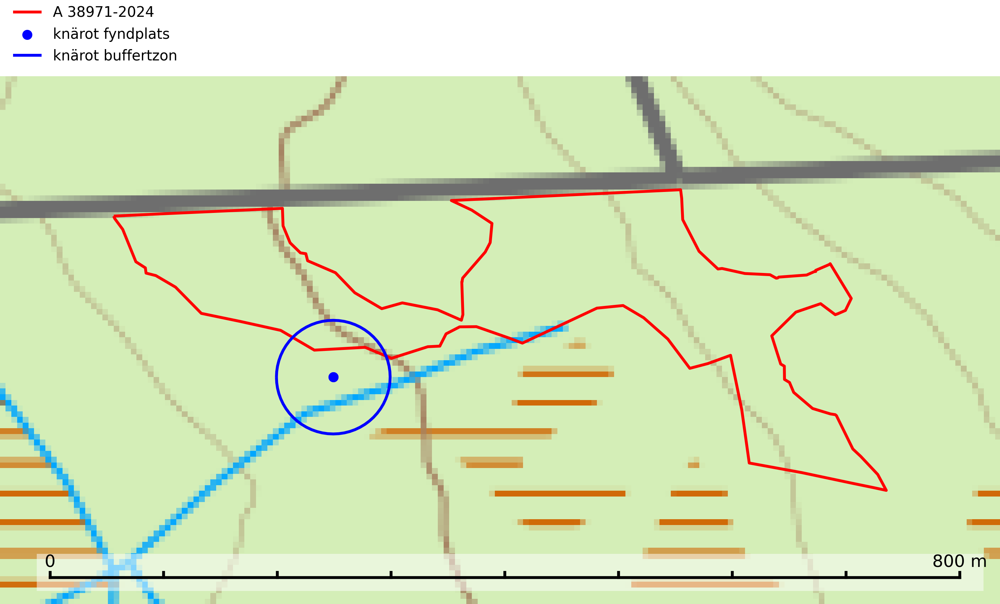 A 38971-2024
knärot fyndplats
knärot buffertzon
0
800 m